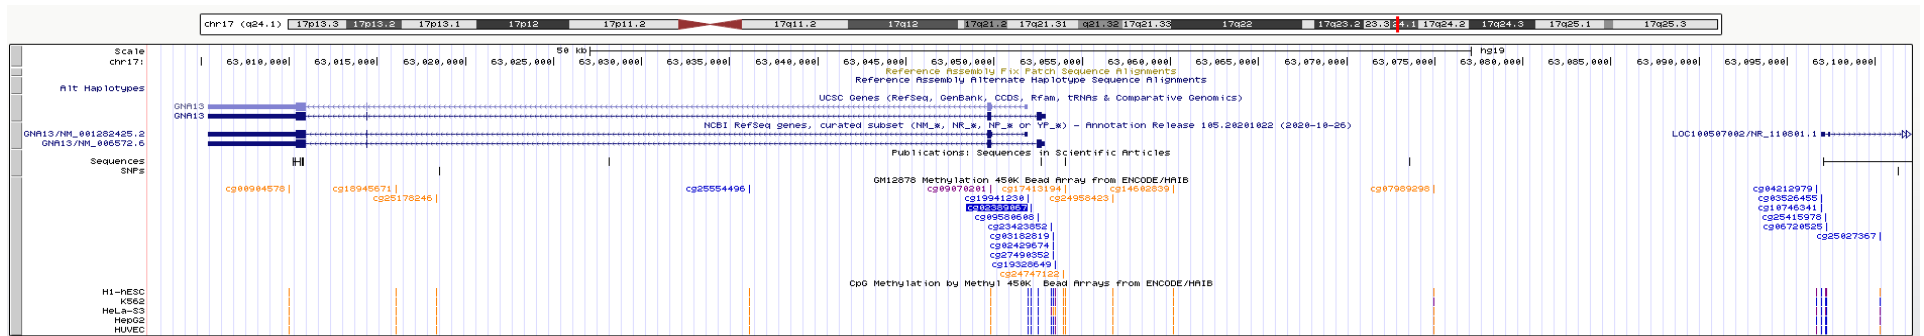 chr17 (q24.1) 17p13.3 17p13.2 17p13.1 17p12 17p11.2 17q11.2 17q12 17q21.2 17q21.31 q21.32 17q21.33 17q22 17q23.2 23.3 24.1 17q24.2 17q24.3 17q25.1 17q25.3
Scale 50 kb hg19
chr17: 63,010,000 63,015,000 63,020,000 63,025,000 63,030,000 63,035,000 63,040,000 63,045,000 63,050,000 63,055,000 63,060,000 63,065,000 63,070,000 63,075,000 63,080,000 63,085,000 63,090,000 63,095,000 63,100,000
Reference Assembly Fix Patch Sequence Alignments
Reference Assembly Alternate Haplotype Sequence Alignments
Alt Haplotypes
UCSC Genes (RefSeq, GenBank, CCDS, Rfam, tRNAs & Comparative Genomics)
GNA13
GNA13
NCBI RefSeq genes, curated subset (NM_*, NR_*, NP_* or YP_*) - Annotation Release 105.20201022 (2020-10-26)
GNA13/NM_001282425.2 LOC100507002/NR_110801.1
GNA13/NM_006572.6
Publications: Sequences in Scientific Articles
Sequences
SNPs
GM12878 Methylation 450K Bead Array from ENCODE/HAIB
cg00904578 cg18945671 cg25554496 cg09070201 cg17413194 cg14602839 cg07989298 cg04212979
cg25178246 cg19941230 cg24958423 cg03526455
cg02389067 cg10746341
cg09580608 cg25415978
cg23423852 cg06720525
cg03182819 cg25027367
cg02429674
cg27490352
cg19328649
cg24747122
CpG Methylation by Methyl 450K Bead Arrays from ENCODE/HAIB
H1-hESC
K562
HeLa-S3
HepG2
HUVEC